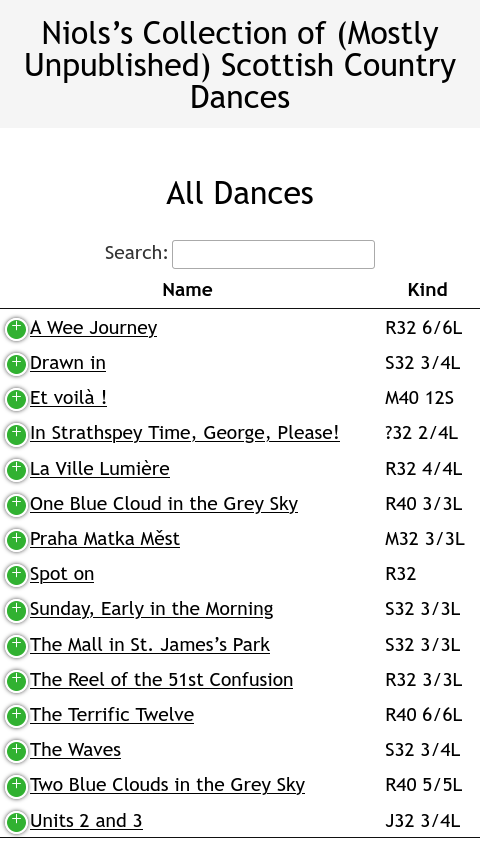 Niols’s Collection of (Mostly
Unpublished) Scottish Country
Dances
All Dances
Search:
Name Kind
A Wee Journey R32 6/6L
Drawn in S32 3/4L
Et voilà ! M40 12S
In Strathspey Time, George, Please! ?32 2/4L
La Ville Lumière R32 4/4L
One Blue Cloud in the Grey Sky R40 3/3L
Praha Matka Měst M32 3/3L
Spot on R32
Sunday, Early in the Morning S32 3/3L
The Mall in St. James’s Park S32 3/3L
The Reel of the 51st Confusion R32 3/3L
The Terrific Twelve R40 6/6L
The Waves S32 3/4L
Two Blue Clouds in the Grey Sky R40 5/5L
Units 2 and 3 J32 3/4L